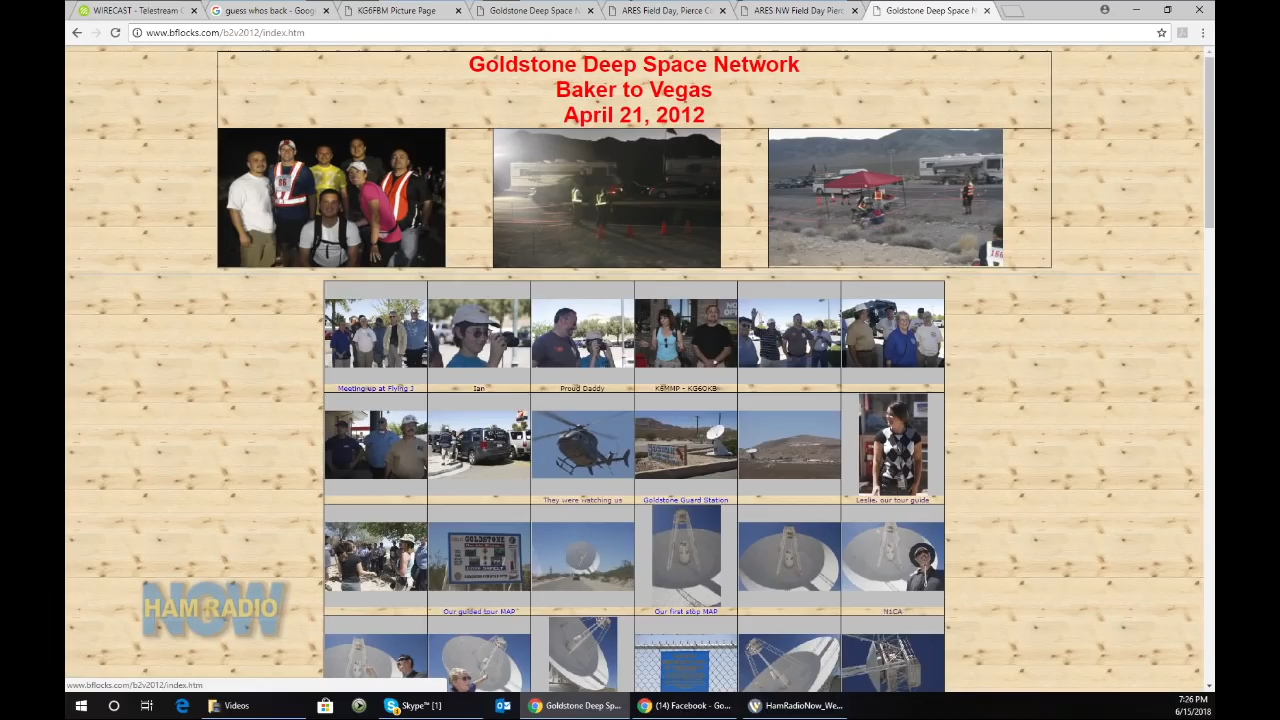 WIRECAST - Telestream
guess whos back - Goog
KG6FBM Picture Page
Goldstone Deep Space N
ARES Field Day, Pierce Co
ARES NW Field Day Pierc
Goldstone Deep Space N
www.bflocks.com/b2v2012/index.htm
Goldstone Deep Space Network
Baker to Vegas
April 21, 2012
Meeting up at Flying J
Ian
Proud Daddy
KE6MMP - KG6OKB
They were watching us
Goldstone Guard Station
Leslie, our tour guide
GOLDSTONE
Our guided tour MAP
Our first stop MAP
N1CA
HAM RADIO
NOW
www.bflocks.com/b2v2012/index.htm
Videos
Skype™ [1]
Goldstone Deep Sp...
(14) Facebook - Go...
HamRadioNow_We...
7:26 PM
6/15/2018